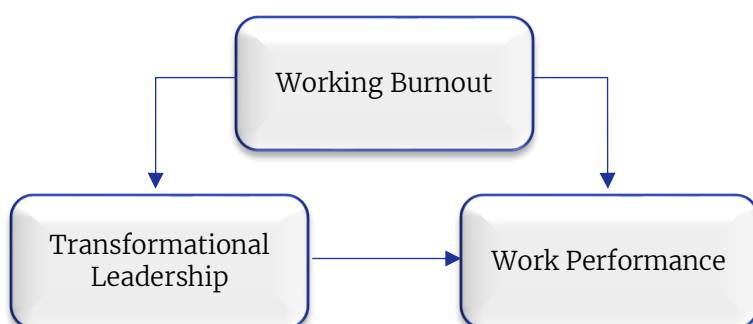 Working Burnout
Transformational
Leadership
Work Performance